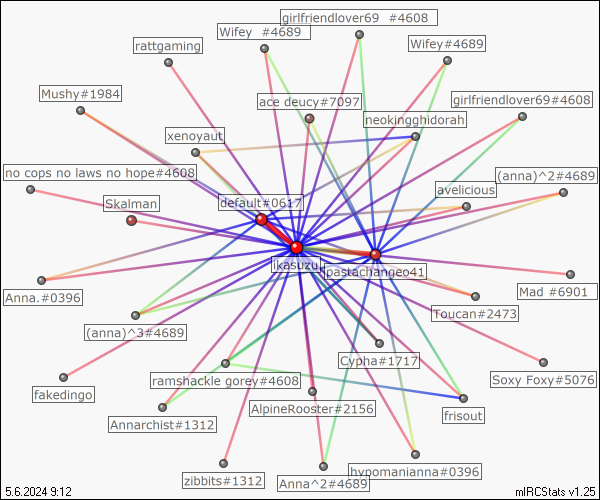 girlfriendlover69 #4608
Wifey #4689
rattgaming
Wifey#4689
Mushy#1984
ace deucy#7097
girlfriendlover69#4608
neokingghidorah
xenoyaut
no cops no laws no hope#4608
(anna)^2#4689
avelicious
Skalman
default#0617
ikasuzu
pastachangeo41
Anna.#0396
Mad #6901
Toucan#2473
(anna)^3#4689
Cypha#1717
ramshackle gorey#4608
Soxy Foxy#5076
fakedingo
AlpineRooster#2156
frisout
Annarchist#1312
hypomanianna#0396
zibbits#1312
Anna^2#4689
5.6.2024 9:12
mIRCStats v1.25